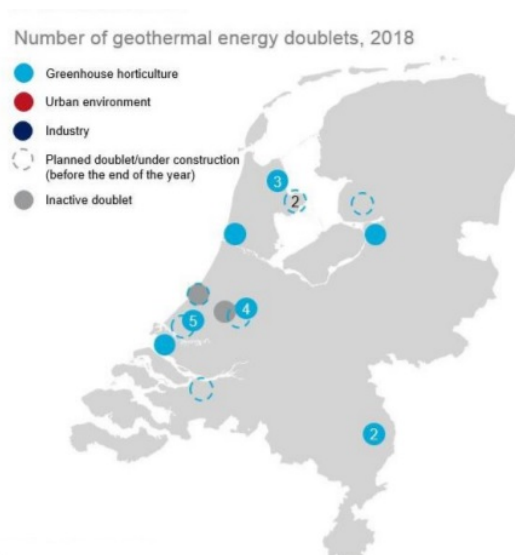 Number of geothermal energy doublets, 2018
Greenhouse horticulture
Urban environment
Industry
Planned doublet/under construction
(before the end of the year)
Inactive doublet
3
2
4
5
2